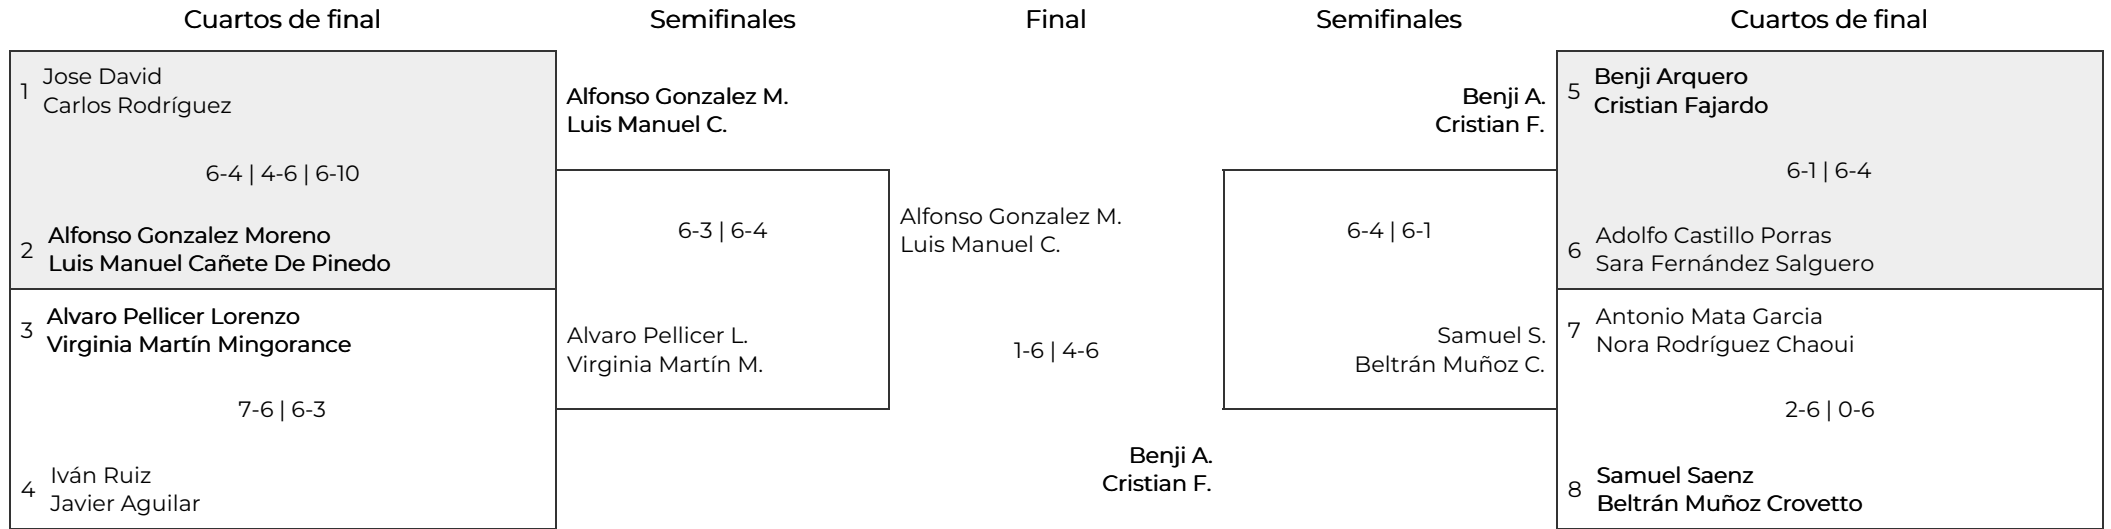 Cuartos de final
Semifinales
Final
Semifinales
Cuartos de final
1
Jose David
Carlos Rodríguez
6-4 | 4-6 | 6-10
2
Alfonso Gonzalez Moreno
Luis Manuel Cañete De Pinedo
3
Alvaro Pellicer Lorenzo
Virginia Martín Mingorance
7-6 | 6-3
4
Iván Ruiz
Javier Aguilar
Alfonso Gonzalez M.
Luis Manuel C.
6-3 | 6-4
Alvaro Pellicer L.
Virginia Martín M.
Alfonso Gonzalez M.
Luis Manuel C.
1-6 | 4-6
Benji A.
Cristian F.
Benji A.
Cristian F.
6-4 | 6-1
Samuel S.
Beltrán Muñoz C.
5
Benji Arquero
Cristian Fajardo
6-1 | 6-4
6
Adolfo Castillo Porras
Sara Fernández Salguero
7
Antonio Mata Garcia
Nora Rodríguez Chaoui
2-6 | 0-6
8
Samuel Saenz
Beltrán Muñoz Crovetto